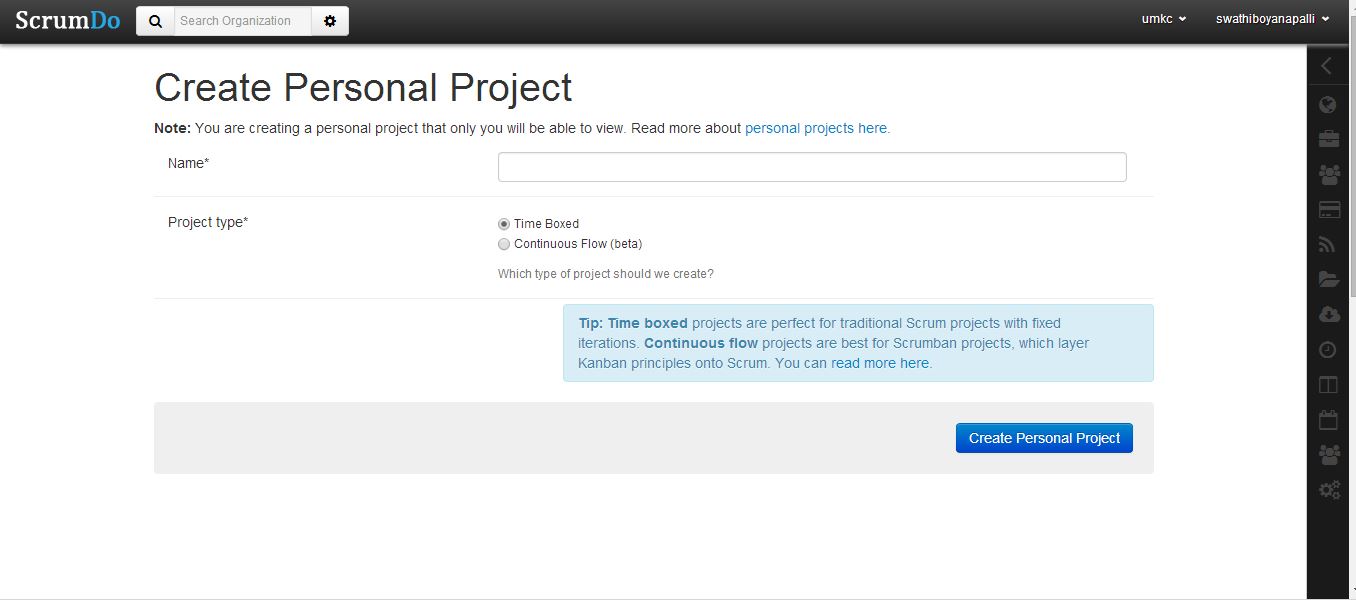 ScrumDo
Search Organization
umkc
swathiboyanapalli
Create Personal Project
Note: You are creating a personal project that only you will be able to view. Read more about personal projects here.
Name*
Project type*
Time Boxed
Continuous Flow (beta)
Which type of project should we create?
Tip: Time boxed projects are perfect for traditional Scrum projects with fixed
iterations. Continuous flow projects are best for Scrumban projects, which layer
Kanban principles onto Scrum. You can read more here.
Create Personal Project